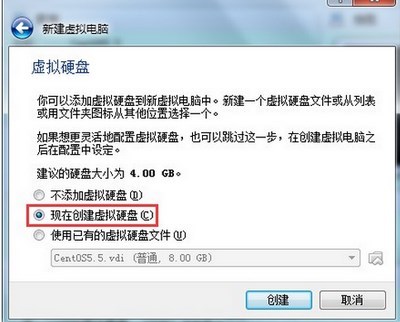 新建虚拟电脑
虚拟硬盘
你可以添加虚拟硬盘到新虚拟电脑中。新建一个虚拟硬盘文件或从列表
或用文件夹图标从其他位置选择一个。
如果想更灵活地配置虚拟硬盘，也可以跳过这一步，在创建虚拟电脑之
后在配置中设定。
建议的硬盘大小为 4.00 GB。
不添加虚拟硬盘(D)
现在创建虚拟硬盘(C)
使用已有的虚拟硬盘文件(U)
CentOS5.5.vdi (普通, 8.00 GB)
创建 取消